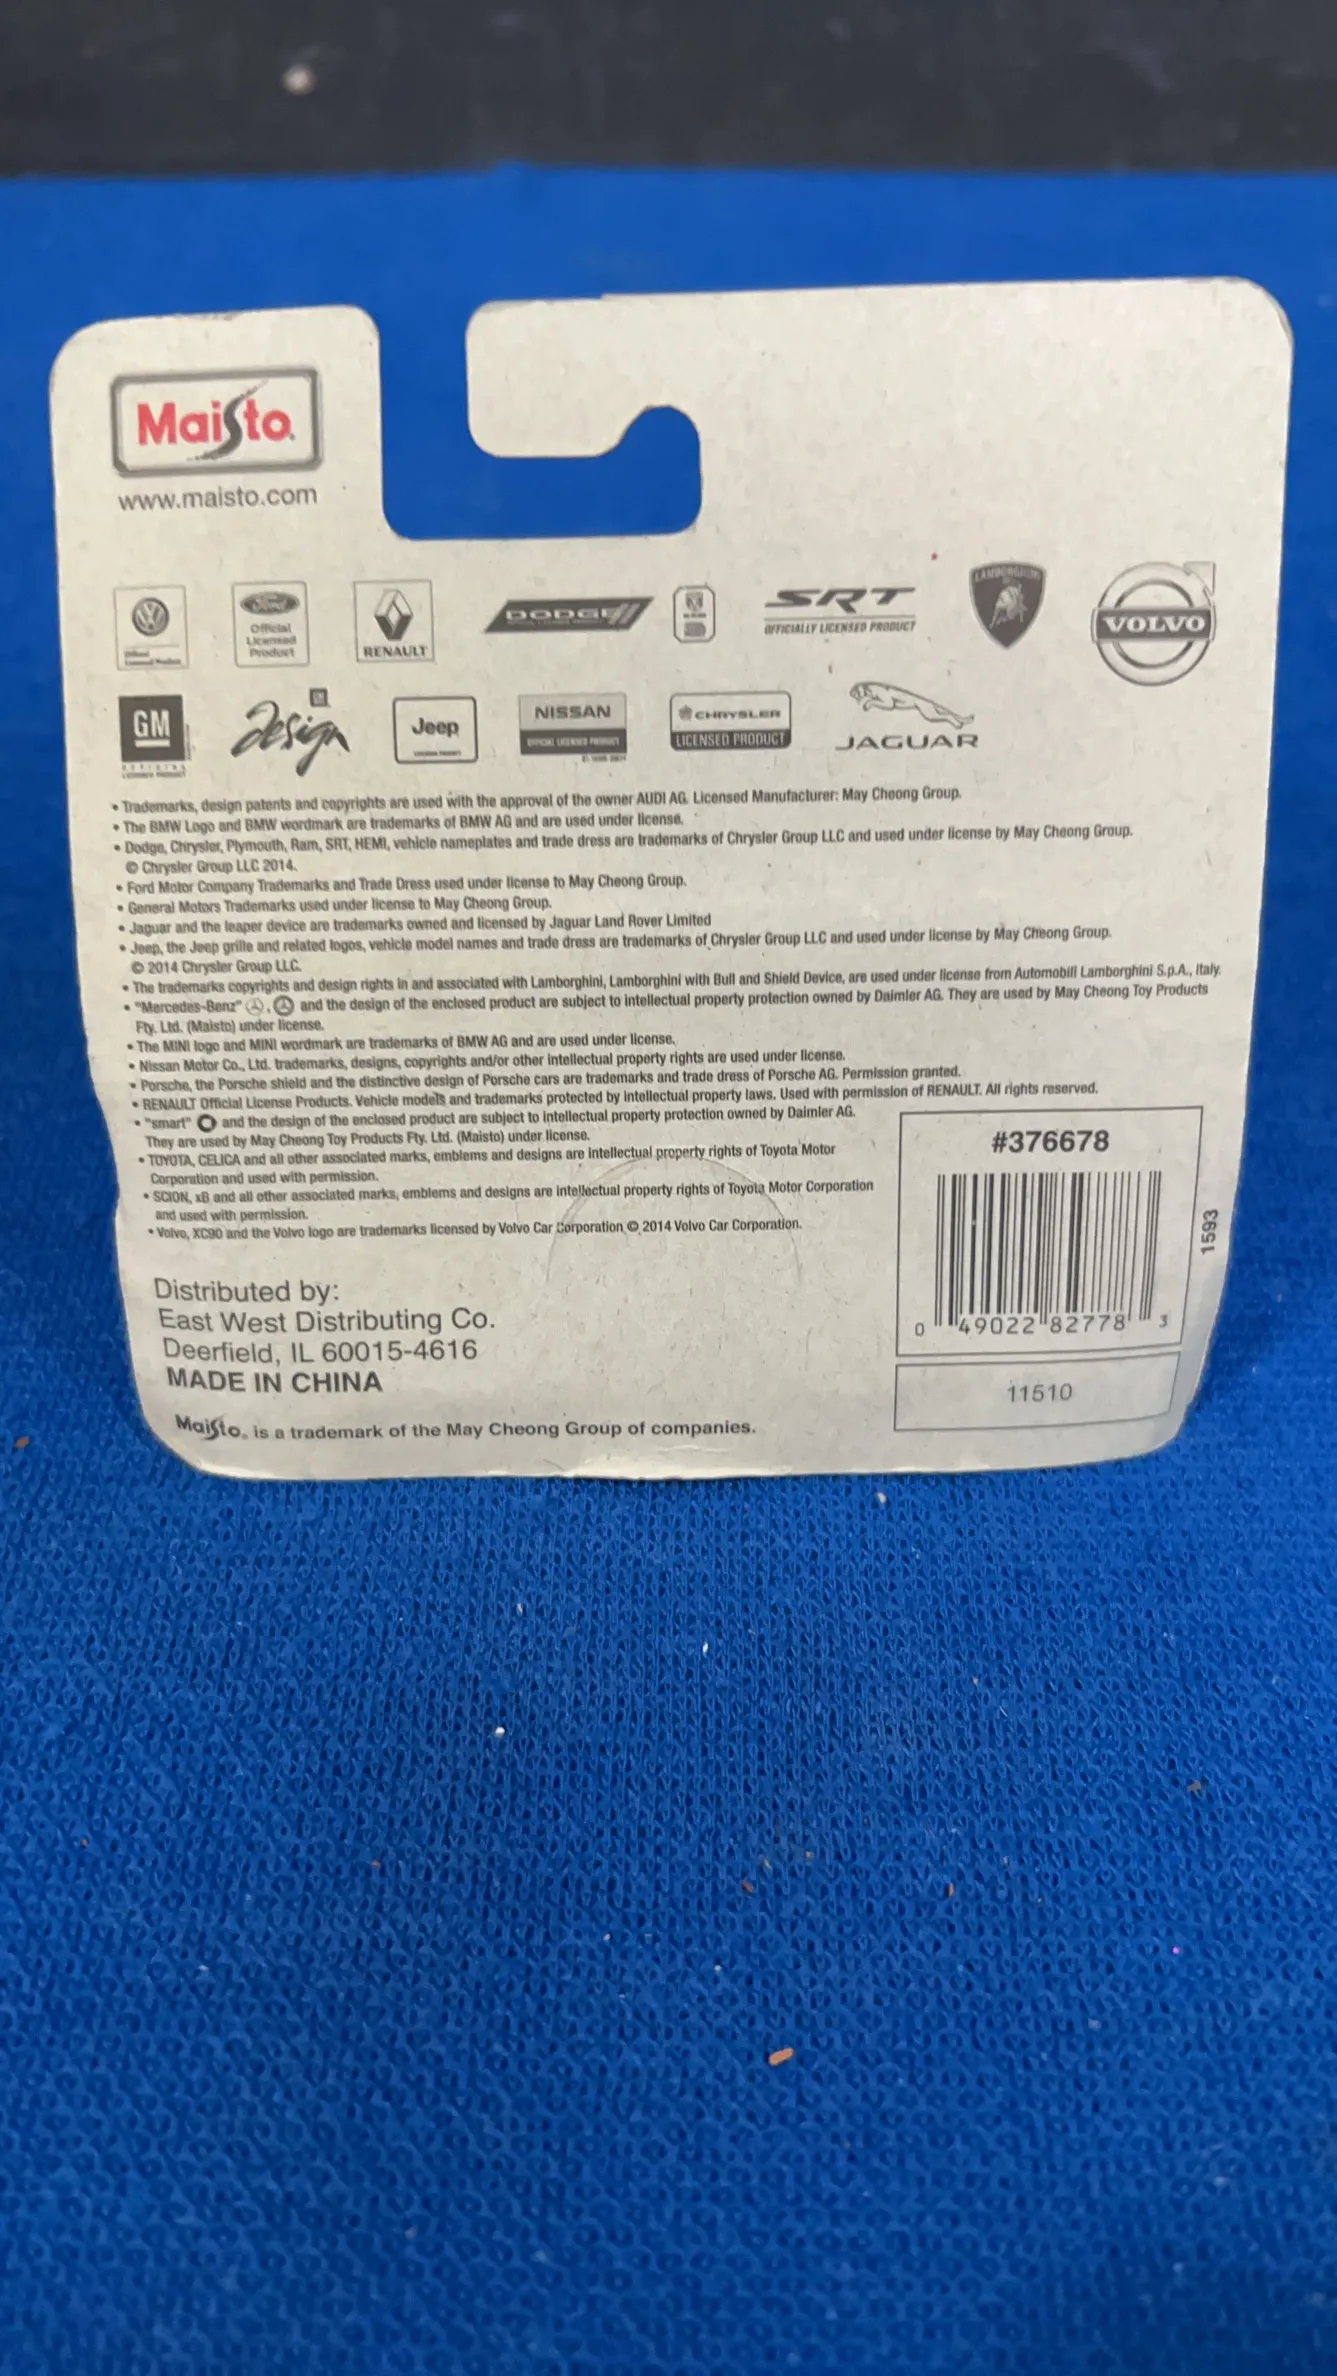 Maisto
www.maisto.com
Ford
Official
Licensed
Product
RENAULT
DODGE
SRT
OFFICIALLY LICENSED PRODUCT
LAMBORGHINI
VOLVO
GM
Design
Jeep
NISSAN
CHRYSLER
LICENSED PRODUCT
JAGUAR
• Trademarks, design patents and copyrights are used with the approval of the owner AUDI AG. Licensed Manufacturer: May Cheong Group.
• The BMW Logo and BMW wordmark are trademarks of BMW AG and are used under license.
• Dodge, Chrysler, Plymouth, Ram, SRT, HEMI, vehicle nameplates and trade dress are trademarks of Chrysler Group LLC and used under license by May Cheong Group.
© Chrysler Group LLC 2014.
• Ford Motor Company Trademarks and Trade Dress used under license to May Cheong Group.
• General Motors Trademarks used under license to May Cheong Group.
• Jaguar and the leaper device are trademarks owned and licensed by Jaguar Land Rover Limited
• Jeep, the Jeep grille and related logos, vehicle model names and trade dress are trademarks of Chrysler Group LLC and used under license by May Cheong Group.
© 2014 Chrysler Group LLC.
• The trademarks copyrights and design rights in and associated with Lamborghini, Lamborghini with Bull and Shield Device, are used under license from Automobili Lamborghini S.p.A., Italy.
• "Mercedes-Benz" , and the design of the enclosed product are subject to intellectual property protection owned by Daimler AG. They are used by May Cheong Toy Products
Fty. Ltd. (Maisto) under license.
• The MINI logo and MINI wordmark are trademarks of BMW AG and are used under license.
• Nissan Motor Co., Ltd. trademarks, designs, copyrights and/or other intellectual property rights are used under license.
• Porsche, the Porsche shield and the distinctive design of Porsche cars are trademarks and trade dress of Porsche AG. Permission granted.
• RENAULT Official License Products. Vehicle models and trademarks protected by intellectual property laws. Used with permission of RENAULT. All rights reserved.
• "smart" and the design of the enclosed product are subject to intellectual property protection owned by Daimler AG.
They are used by May Cheong Toy Products Fty. Ltd. (Maisto) under license.
• TOYOTA, CELICA and all other associated marks, emblems and designs are intellectual property rights of Toyota Motor
Corporation and used with permission.
• SCION, xB and all other associated marks, emblems and designs are intellectual property rights of Toyota Motor Corporation
and used with permission.
• Volvo, XC90 and the Volvo logo are trademarks licensed by Volvo Car Corporation © 2014 Volvo Car Corporation.
#376678
0 49022 82778 3
1593
11510
Distributed by:
East West Distributing Co.
Deerfield, IL 60015-4616
MADE IN CHINA
Maisto® is a trademark of the May Cheong Group of companies.